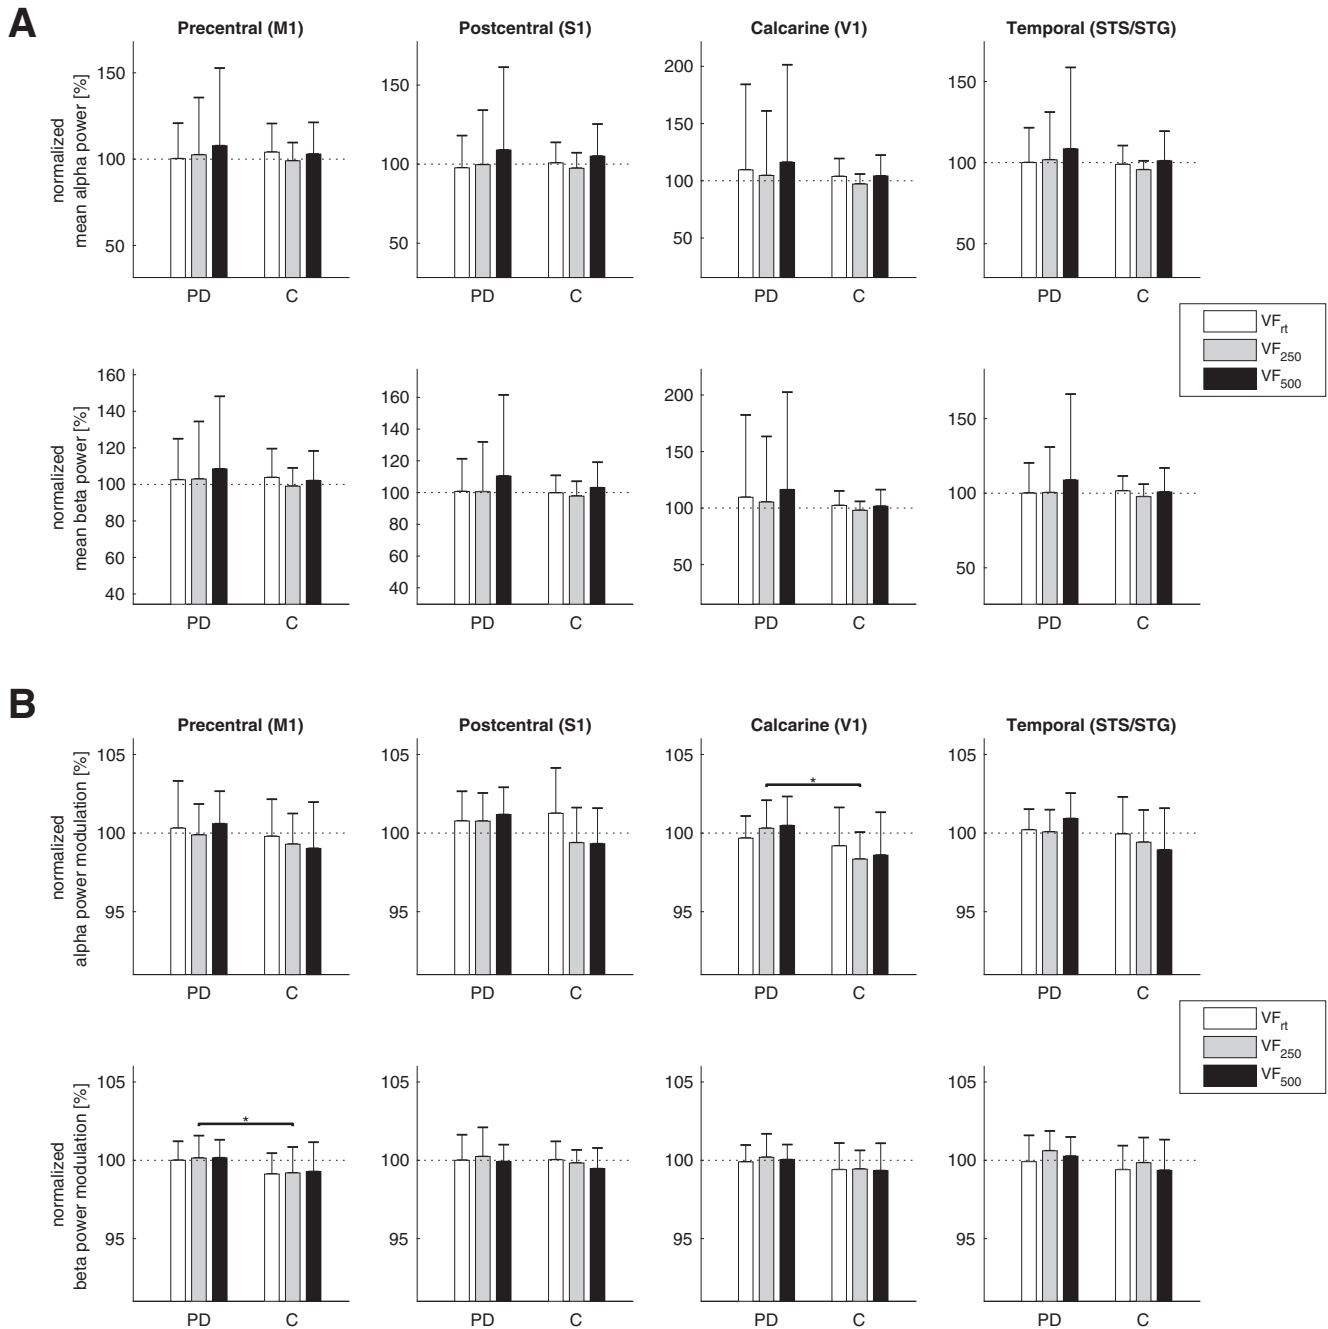 A
Precentral (M1)
Postcentral (S1)
Calcarine (V1)
Temporal (STS/STG)
normalized
mean alpha power [%]
150
100
50
PD
C
150
100
50
PD
C
200
150
100
50
PD
C
150
100
50
PD
C
VFrt
VF250
VF500
normalized
mean beta power [%]
160
140
120
100
80
60
40
PD
C
160
140
120
100
80
60
40
PD
C
200
150
100
50
PD
C
150
100
50
PD
C
B
Precentral (M1)
Postcentral (S1)
Calcarine (V1)
Temporal (STS/STG)
normalized
alpha power modulation [%]
105
100
95
PD
C
105
100
95
PD
C
105
100
95
*
PD
C
105
100
95
PD
C
VFrt
VF250
VF500
normalized
beta power modulation [%]
105
100
95
*
PD
C
105
100
95
PD
C
105
100
95
PD
C
105
100
95
PD
C